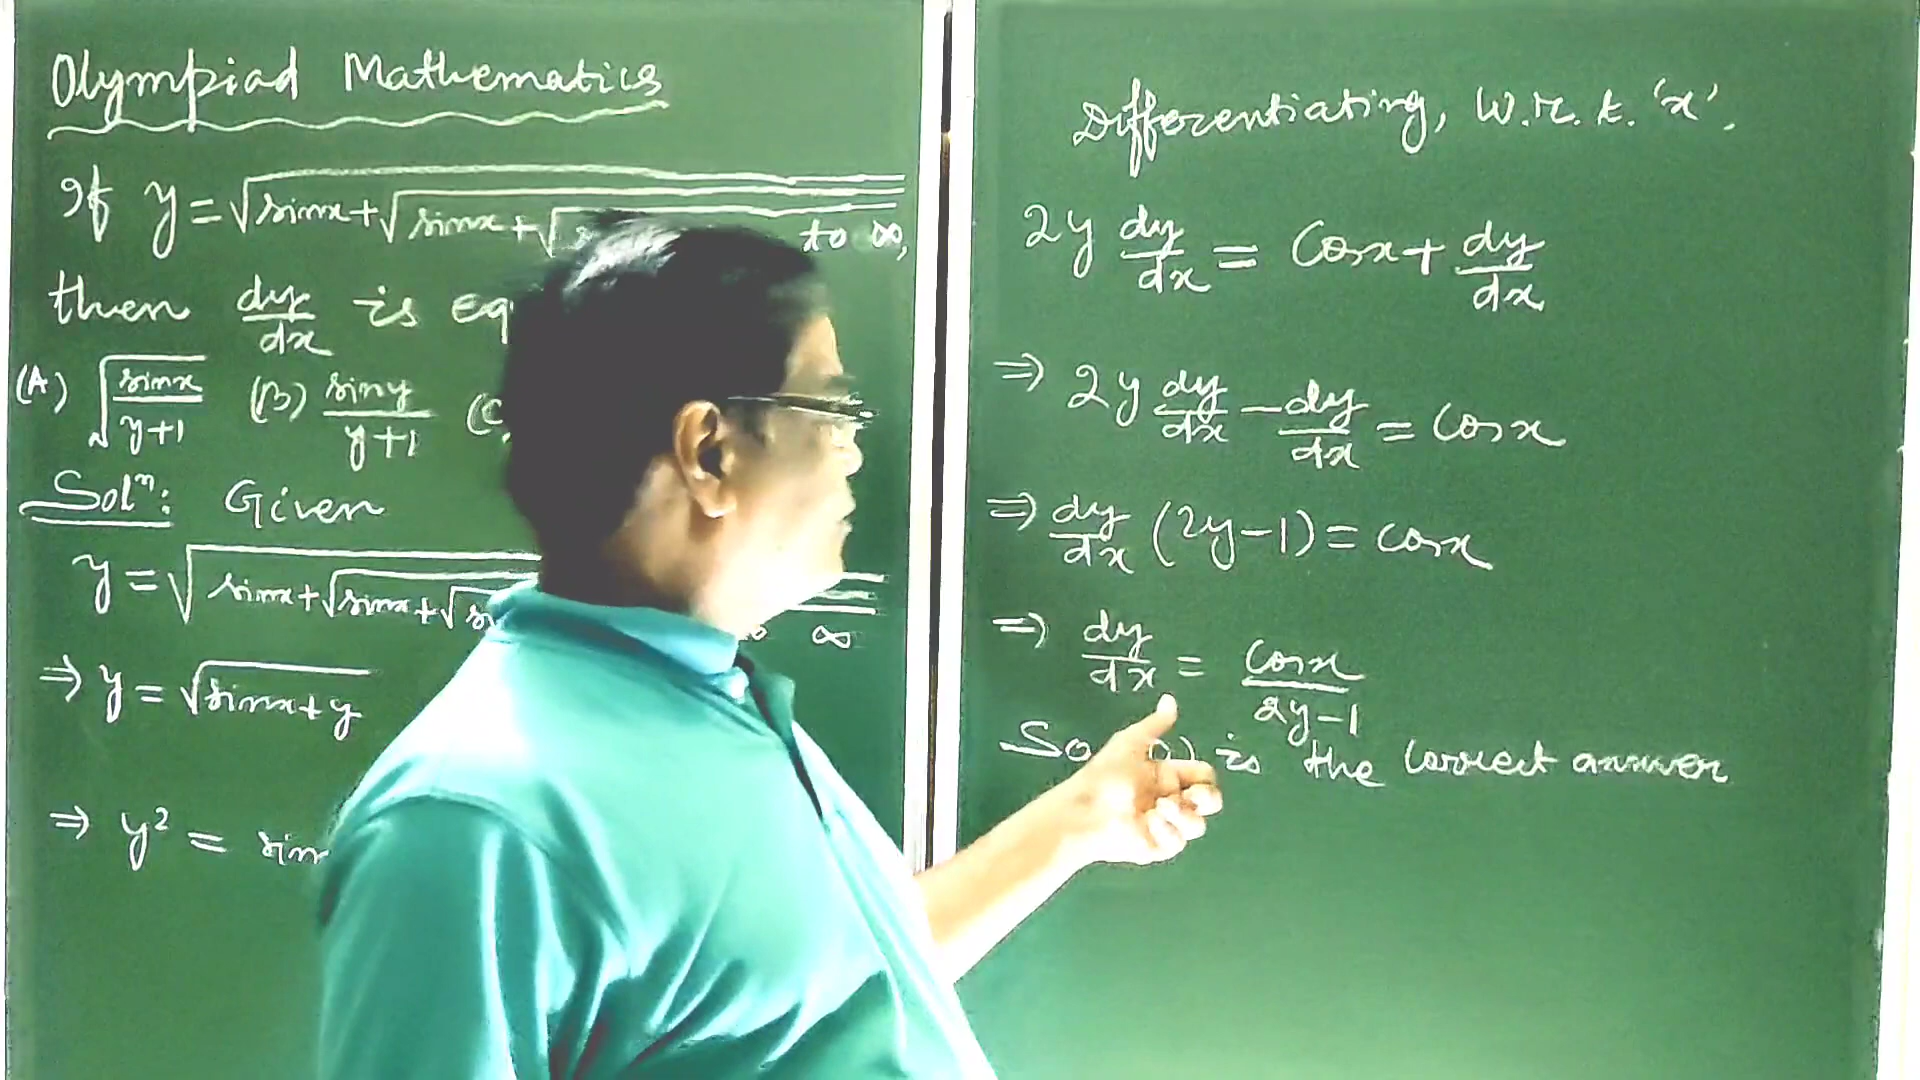 Olympiad Mathematics
If y = √sinx+√sinx+√ to ∞,
then dy/dx is
(A) √sinx/y+1 (B) siny/y+1
Solⁿ: Given
y = √sinx+√sinx+√ ∞
⇒ y = √sinx+y
⇒ y² = sin
Differentiating, w.r.t. 'x'.
2y dy/dx = cosx + dy/dx
⇒ 2y dy/dx - dy/dx = cosx
⇒ dy/dx (2y-1) = cosx
⇒ dy/dx = cosx/2y-1
So is the correct answer